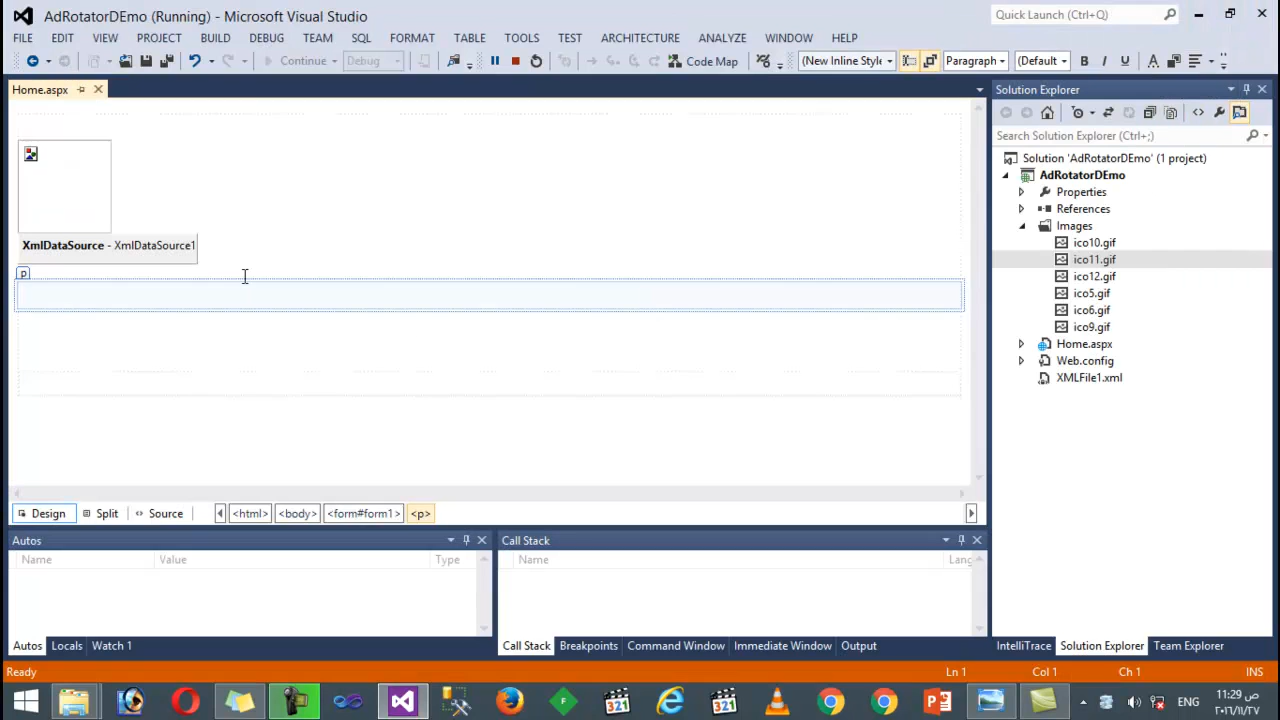 AdRotatorDEmo (Running) - Microsoft Visual Studio
Quick Launch (Ctrl+Q)
FILE EDIT VIEW PROJECT BUILD DEBUG TEAM SQL FORMAT TABLE TOOLS TEST ARCHITECTURE ANALYZE WINDOW HELP
Continue Debug Code Map (New Inline Style Paragraph (Default B I U A
Home.aspx
XmlDataSource - XmlDataSource1
p
Design Split Source <html> <body> <form#form1> <p>
Autos
Name Value Type
Autos Locals Watch 1
Call Stack
Name Lang
Call Stack Breakpoints Command Window Immediate Window Output
Solution Explorer
Search Solution Explorer (Ctrl+;)
Solution 'AdRotatorDEmo' (1 project)
AdRotatorDEmo
Properties
References
Images
ico10.gif
ico11.gif
ico12.gif
ico5.gif
ico6.gif
ico9.gif
Home.aspx
Web.config
XMLFile1.xml
IntelliTrace Solution Explorer Team Explorer
Ready Ln 1 Col 1 Ch 1 INS
321 321 ENG
11:29 ص
٢٠١٦/١١/٢٧